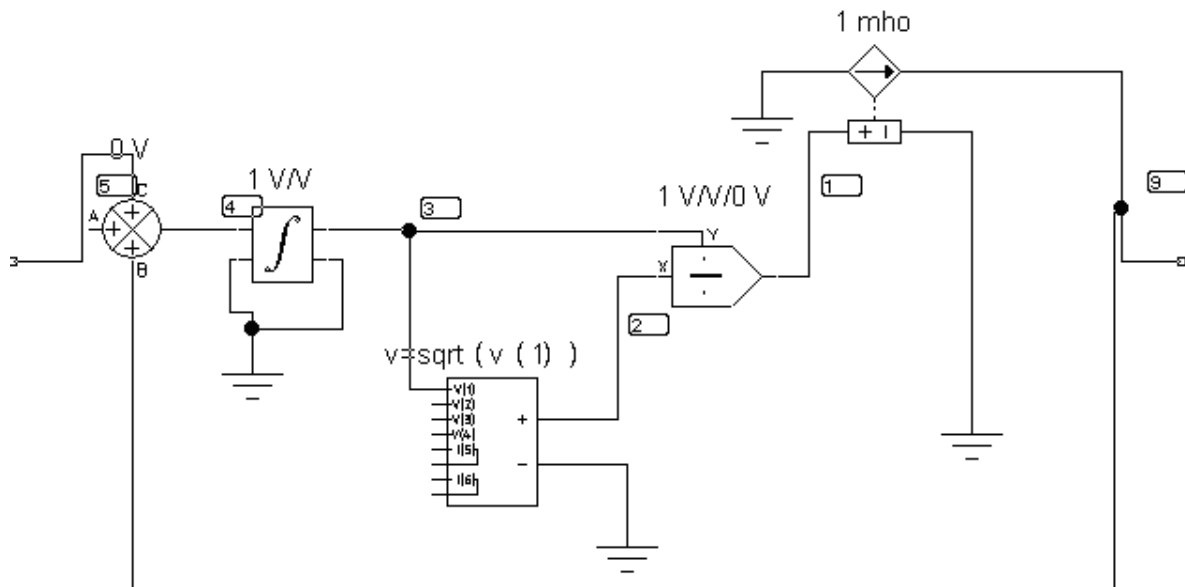 1 mho
0 V
5
C
1 V/V
A
+
+
+
B
4
3
1 V/V/0 V
Y
X
+ I
1
9
2
v=sqrt ( v ( 1) )
V(1)
V(2)
V(3)
V(4)
I(5)
I(6)
+
−